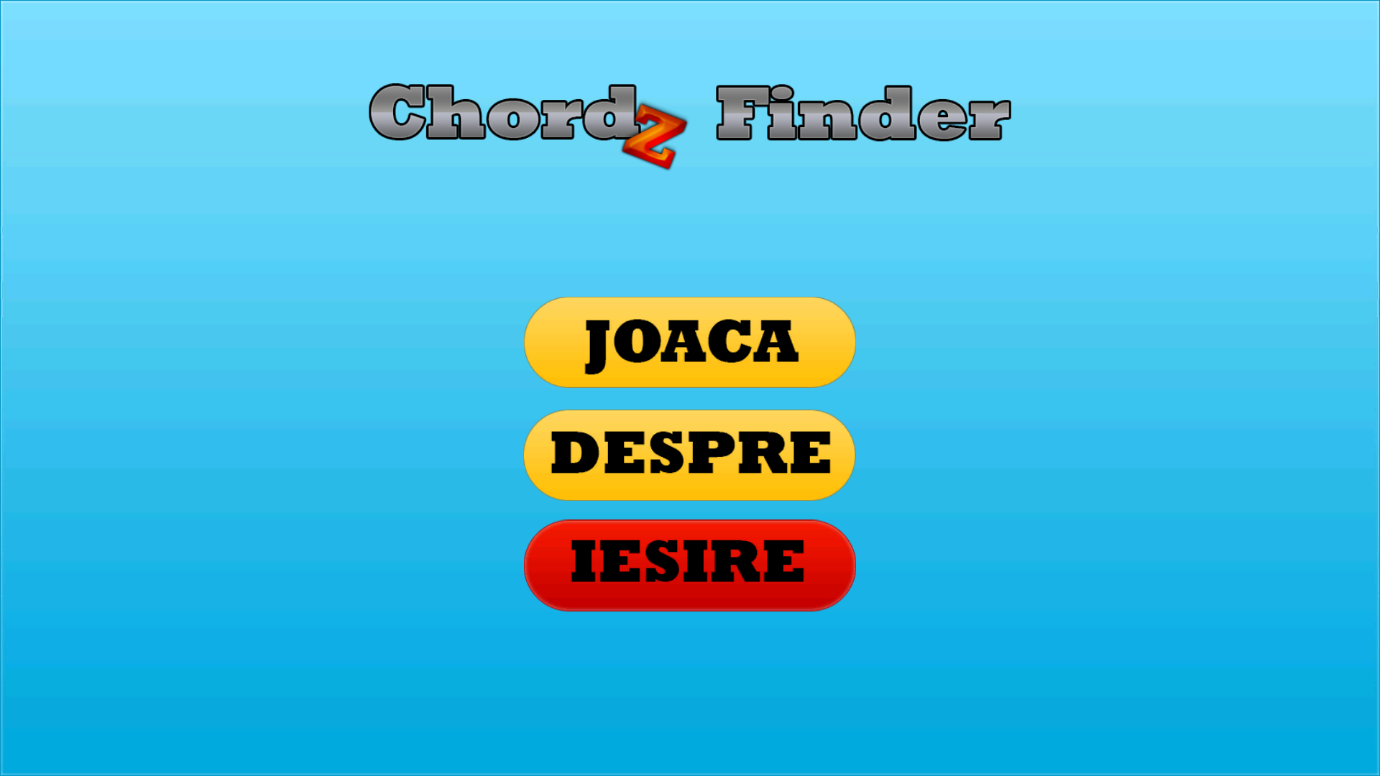 Chordz Finder
JOACA
DESPRE
IESIRE